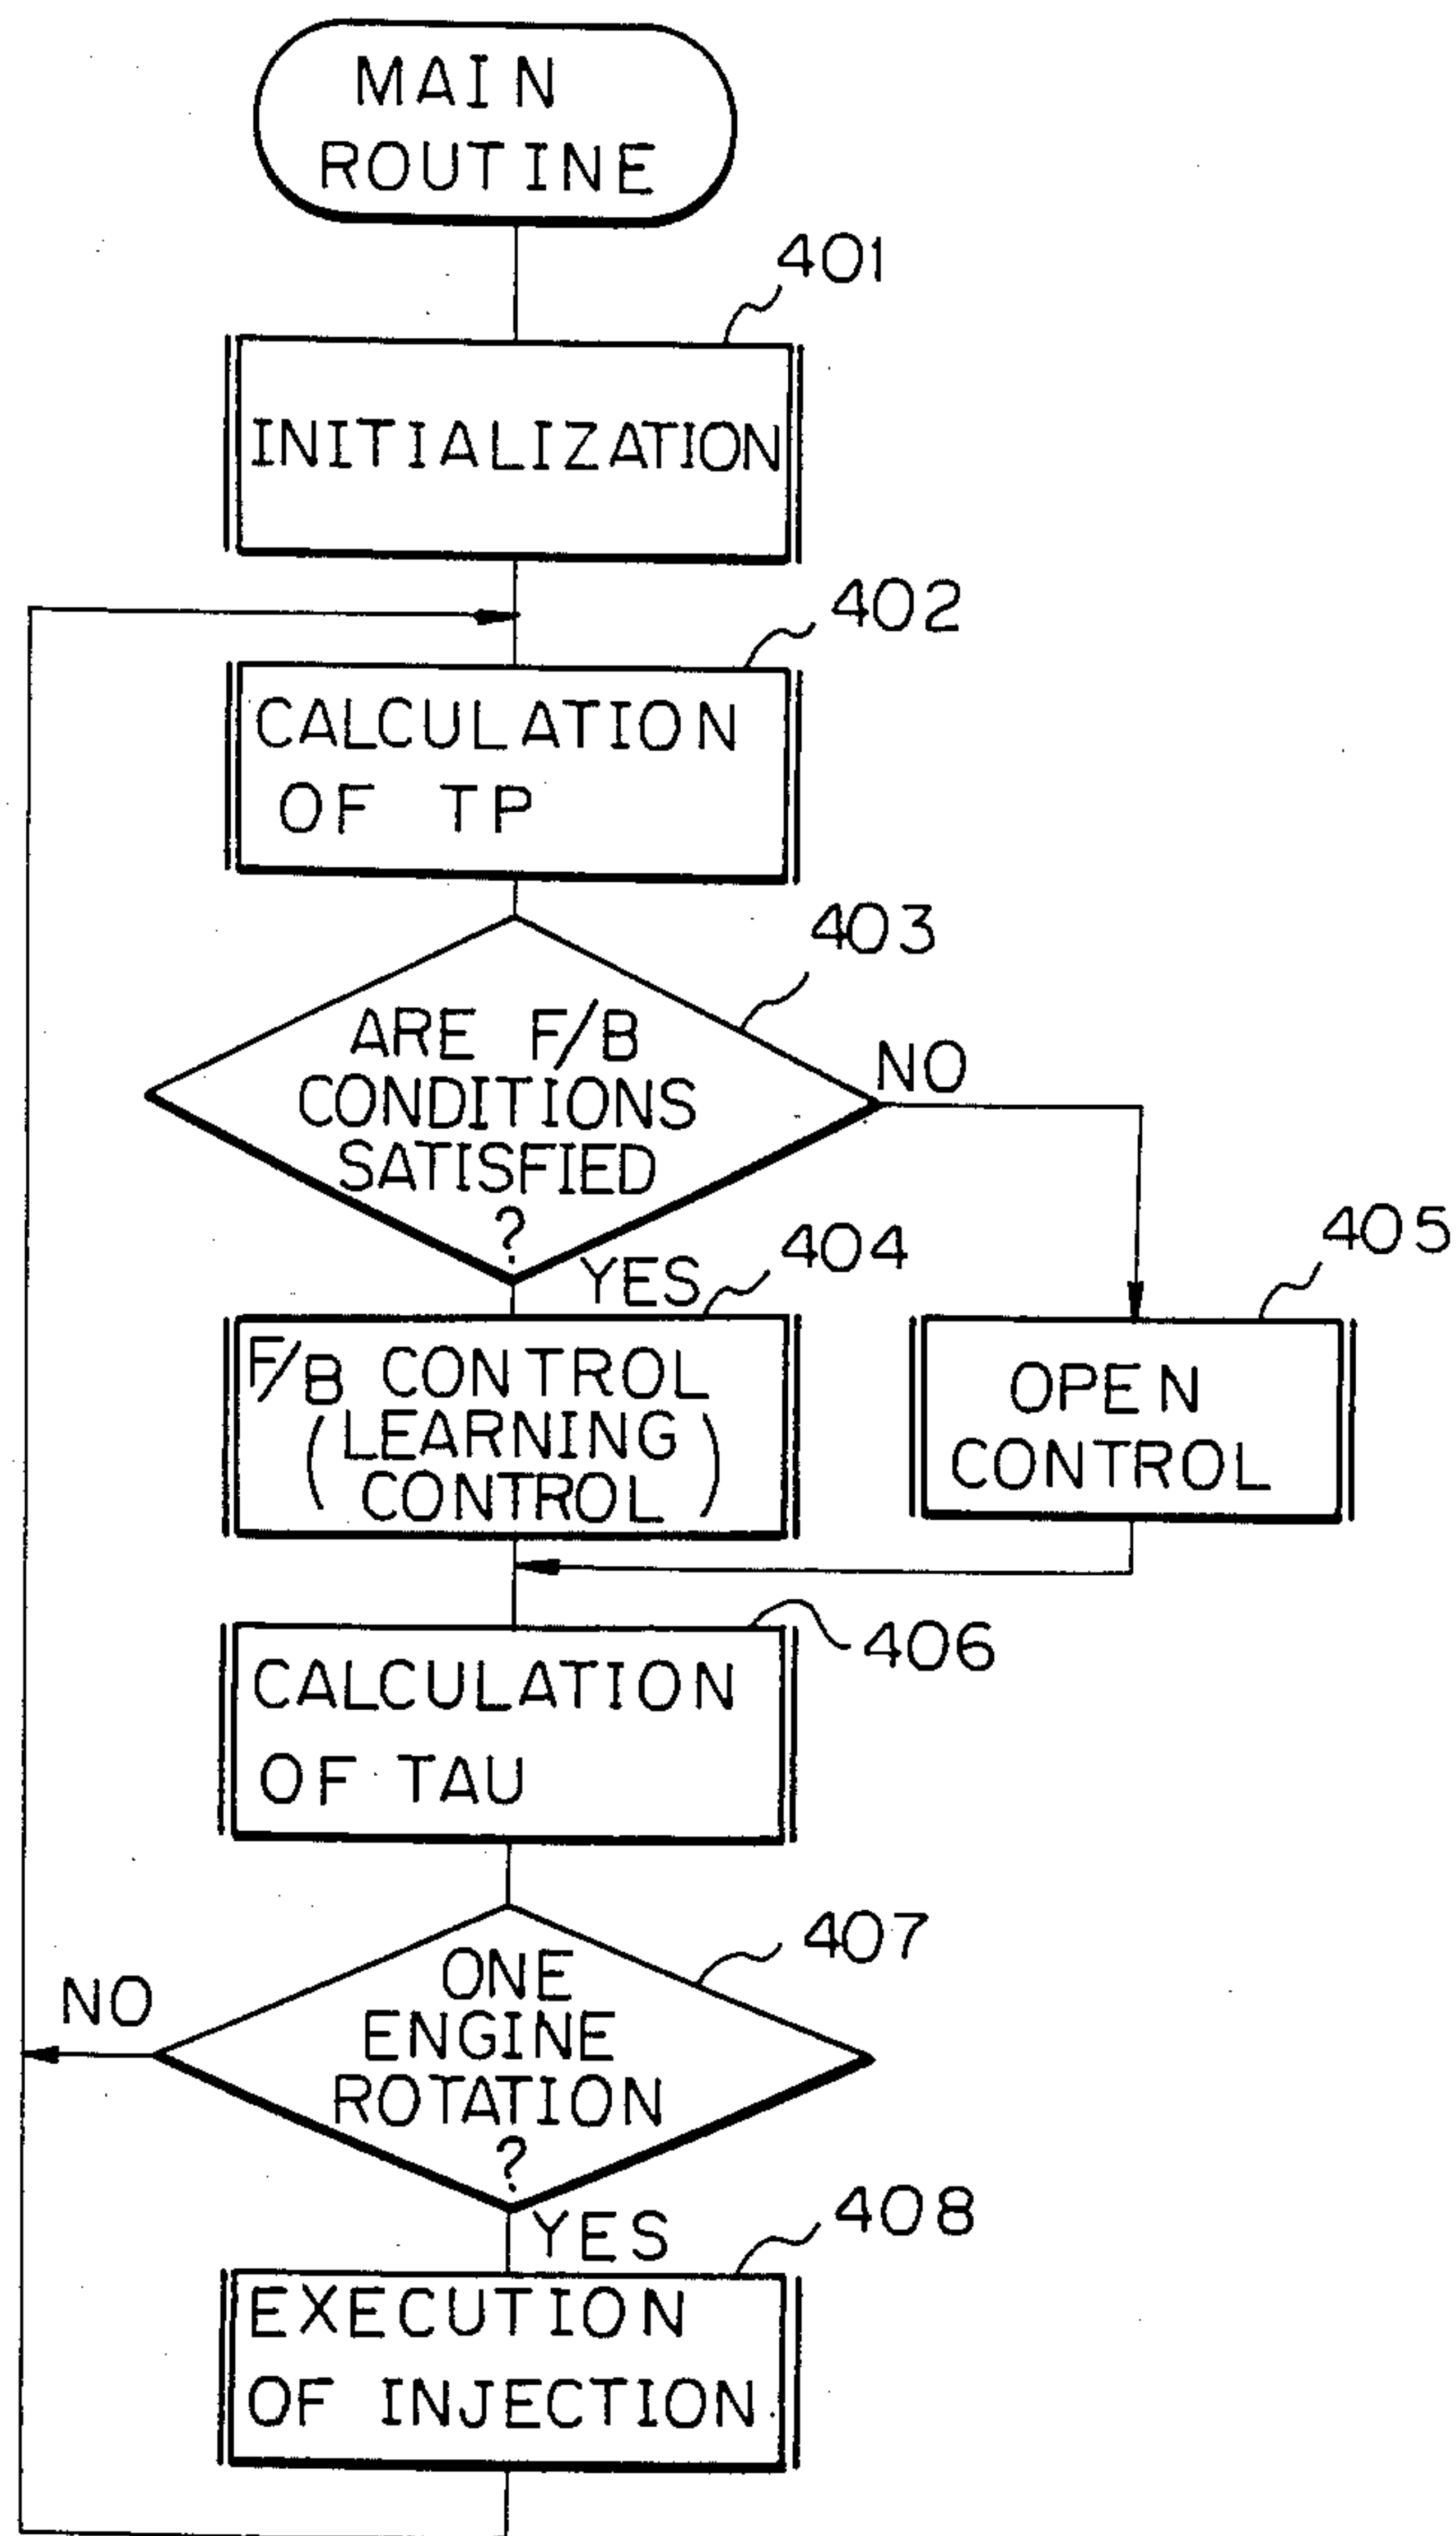 MAIN
ROUTINE
401
INITIALIZATION
402
CALCULATION
OF TP
403
ARE F/B
CONDITIONS
SATISFIED
?
NO
YES
404
405
F/B CONTROL
(LEARNING
CONTROL)
OPEN
CONTROL
406
CALCULATION
OF TAU
407
ONE
ENGINE
ROTATION
?
NO
YES
408
EXECUTION
OF INJECTION